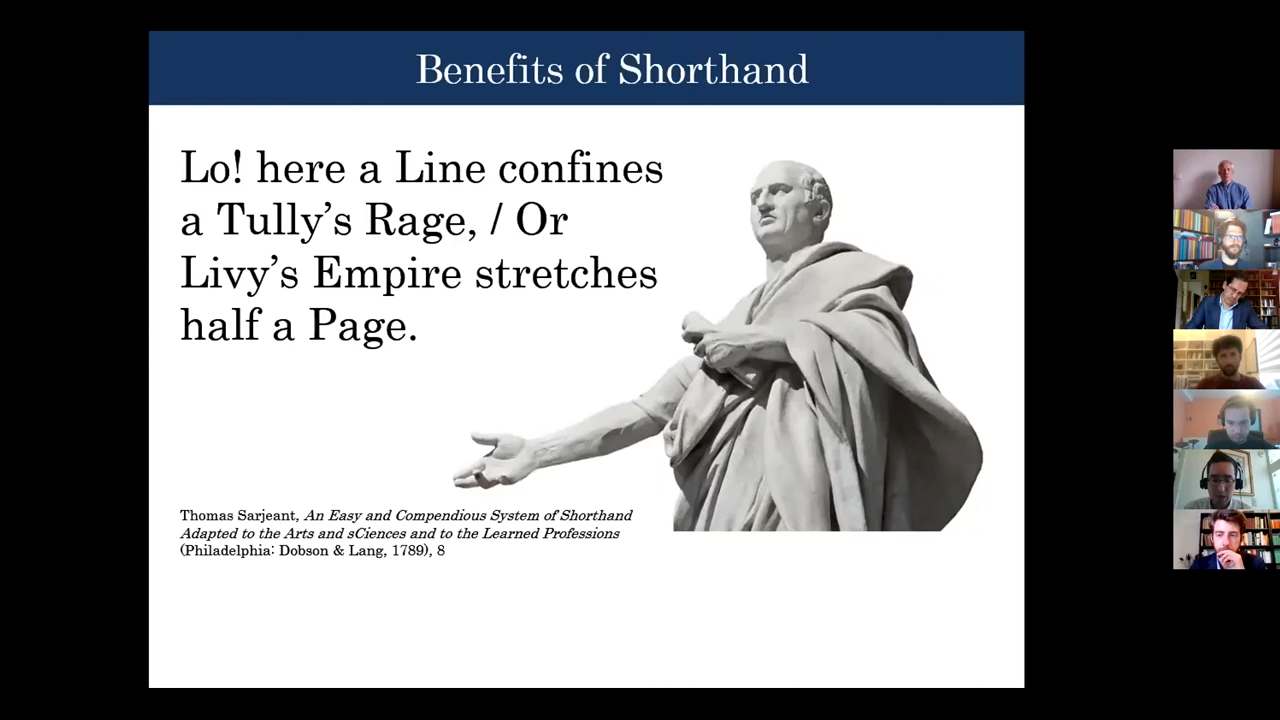 Benefits of Shorthand
Lo! here a Line confines
a Tully’s Rage, / Or
Livy’s Empire stretches
half a Page.
Thomas Sarjeant, An Easy and Compendious System of Shorthand
Adapted to the Arts and sCiences and to the Learned Professions
(Philadelphia: Dobson & Lang, 1789), 8